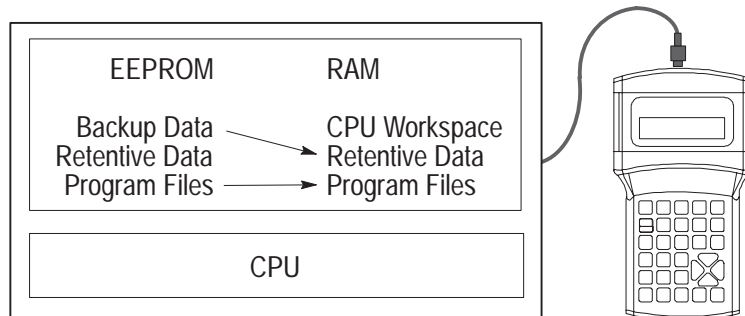 EEPROM RAM
Backup Data CPU Workspace
Retentive Data Retentive Data
Program Files Program Files
CPU